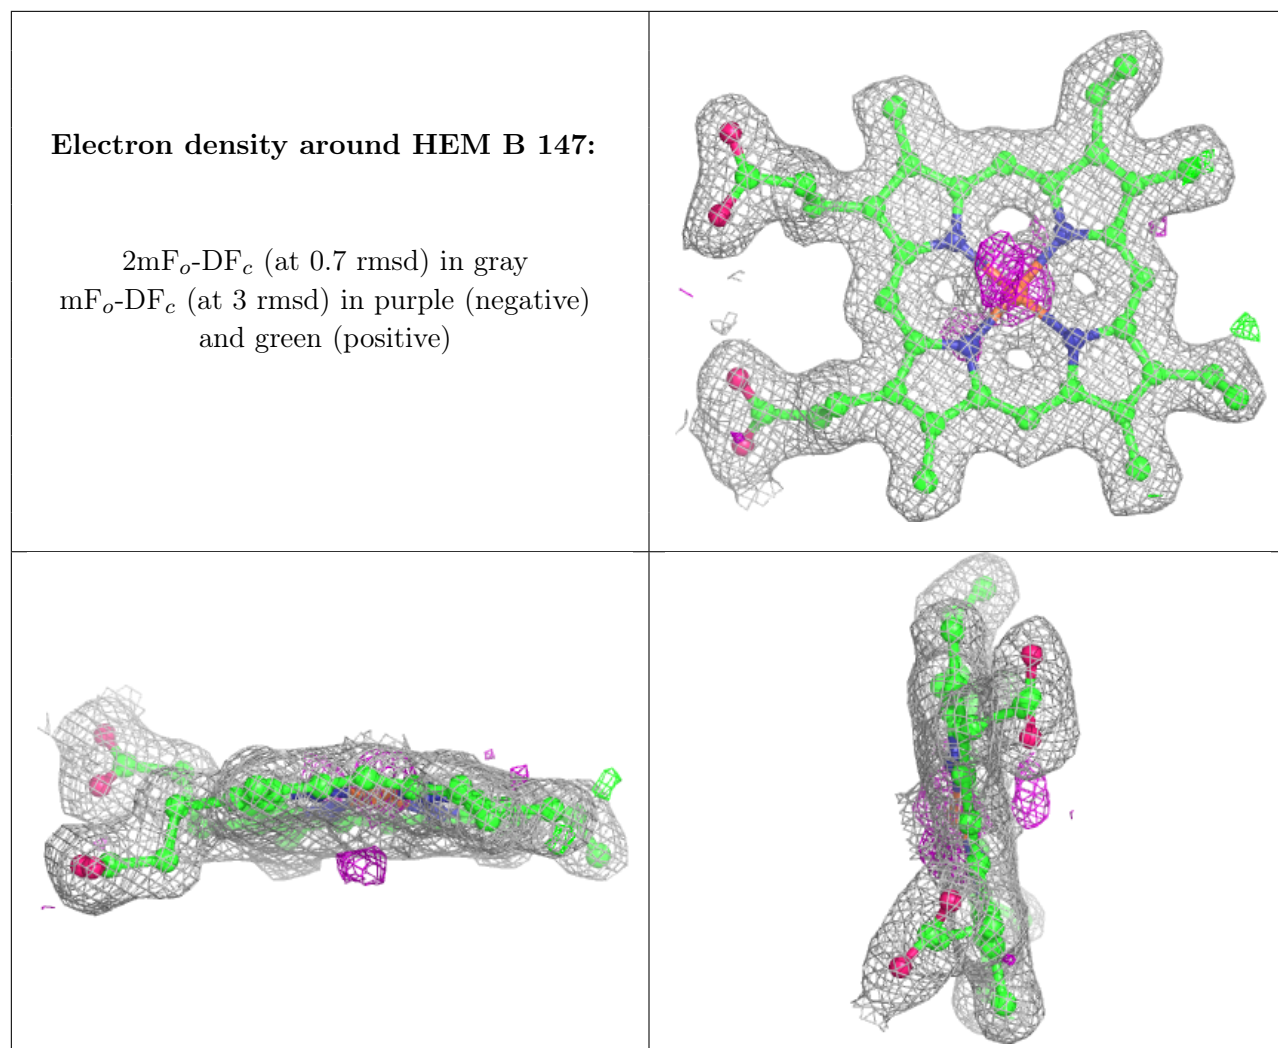 Electron density around HEM B 147:
2mFₒ-DF𝑐 (at 0.7 rmsd) in gray
mFₒ-DF𝑐 (at 3 rmsd) in purple (negative)
and green (positive)